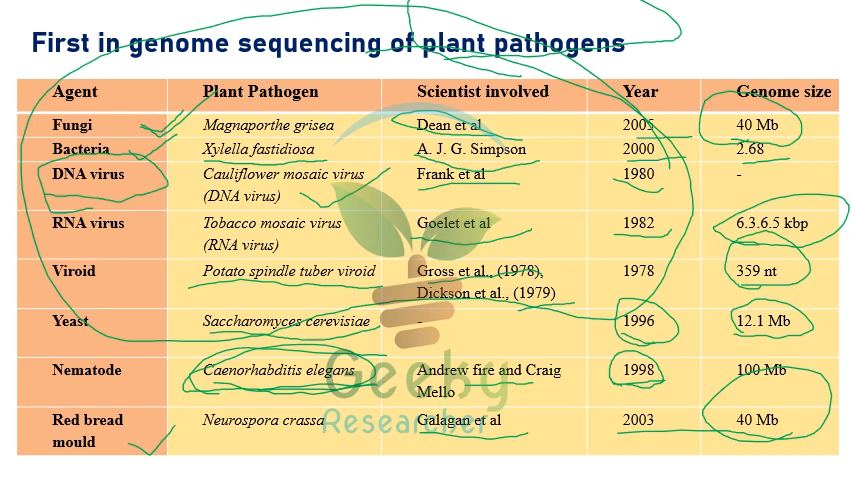 First in genome sequencing of plant pathogens
Agent Plant Pathogen Scientist involved Year Genome size
Fungi Magnaporthe grisea Dean et al 2005 40 Mb
Bacteria Xylella fastidiosa A. J. G. Simpson 2000 2.68
DNA virus Cauliflower mosaic virus Frank et al 1980 -
(DNA virus)
RNA virus Tobacco mosaic virus Goelet et al 1982 6.3.6.5 kbp
(RNA virus)
Viroid Potato spindle tuber viroid Gross et al., (1978), 1978 359 nt
Dickson et al., (1979)
Yeast Saccharomyces cerevisiae - 1996 12.1 Mb
Nematode Caenorhabditis elegans Andrew fire and Craig 1998 100 Mb
Mello
Red bread Neurospora crassa Galagan et al 2003 40 Mb
mould
Geeky
Researcher